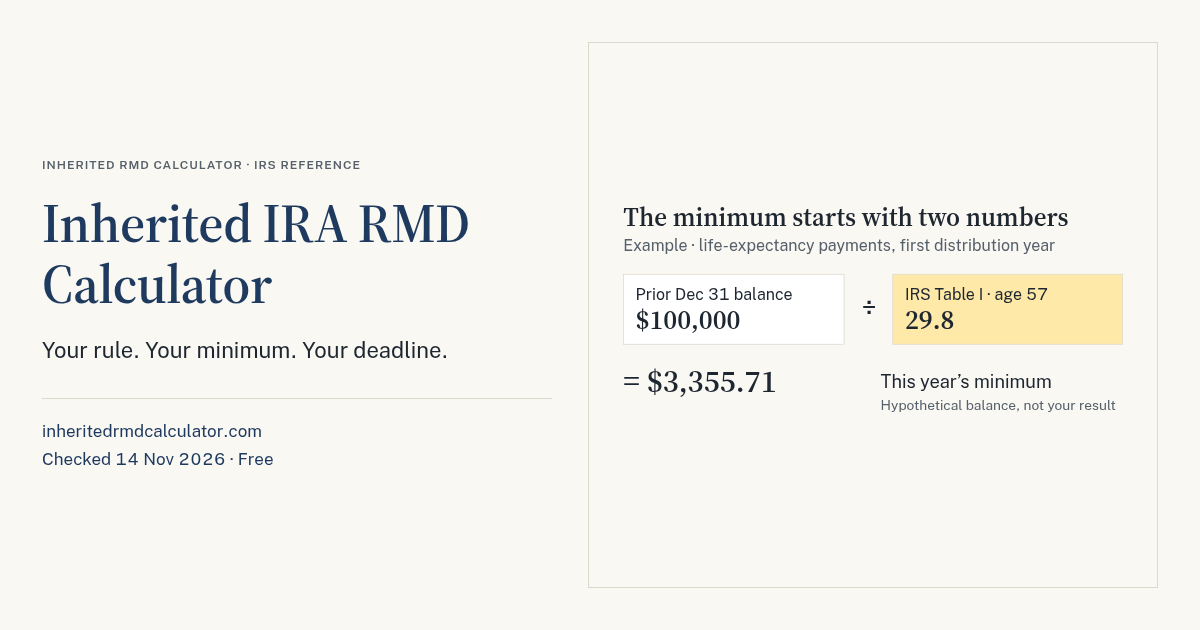 INHERITED RMD CALCULATOR · IRS REFERENCE
Inherited IRA RMD
Calculator
Your rule. Your minimum. Your deadline.
inheritedrmdcalculator.com
Checked 14 Nov 2026 · Free
The minimum starts with two numbers
Example · life-expectancy payments, first distribution year
Prior Dec 31 balance
$100,000
÷
IRS Table I · age 57
29.8
= $3,355.71
This year’s minimum
Hypothetical balance, not your result